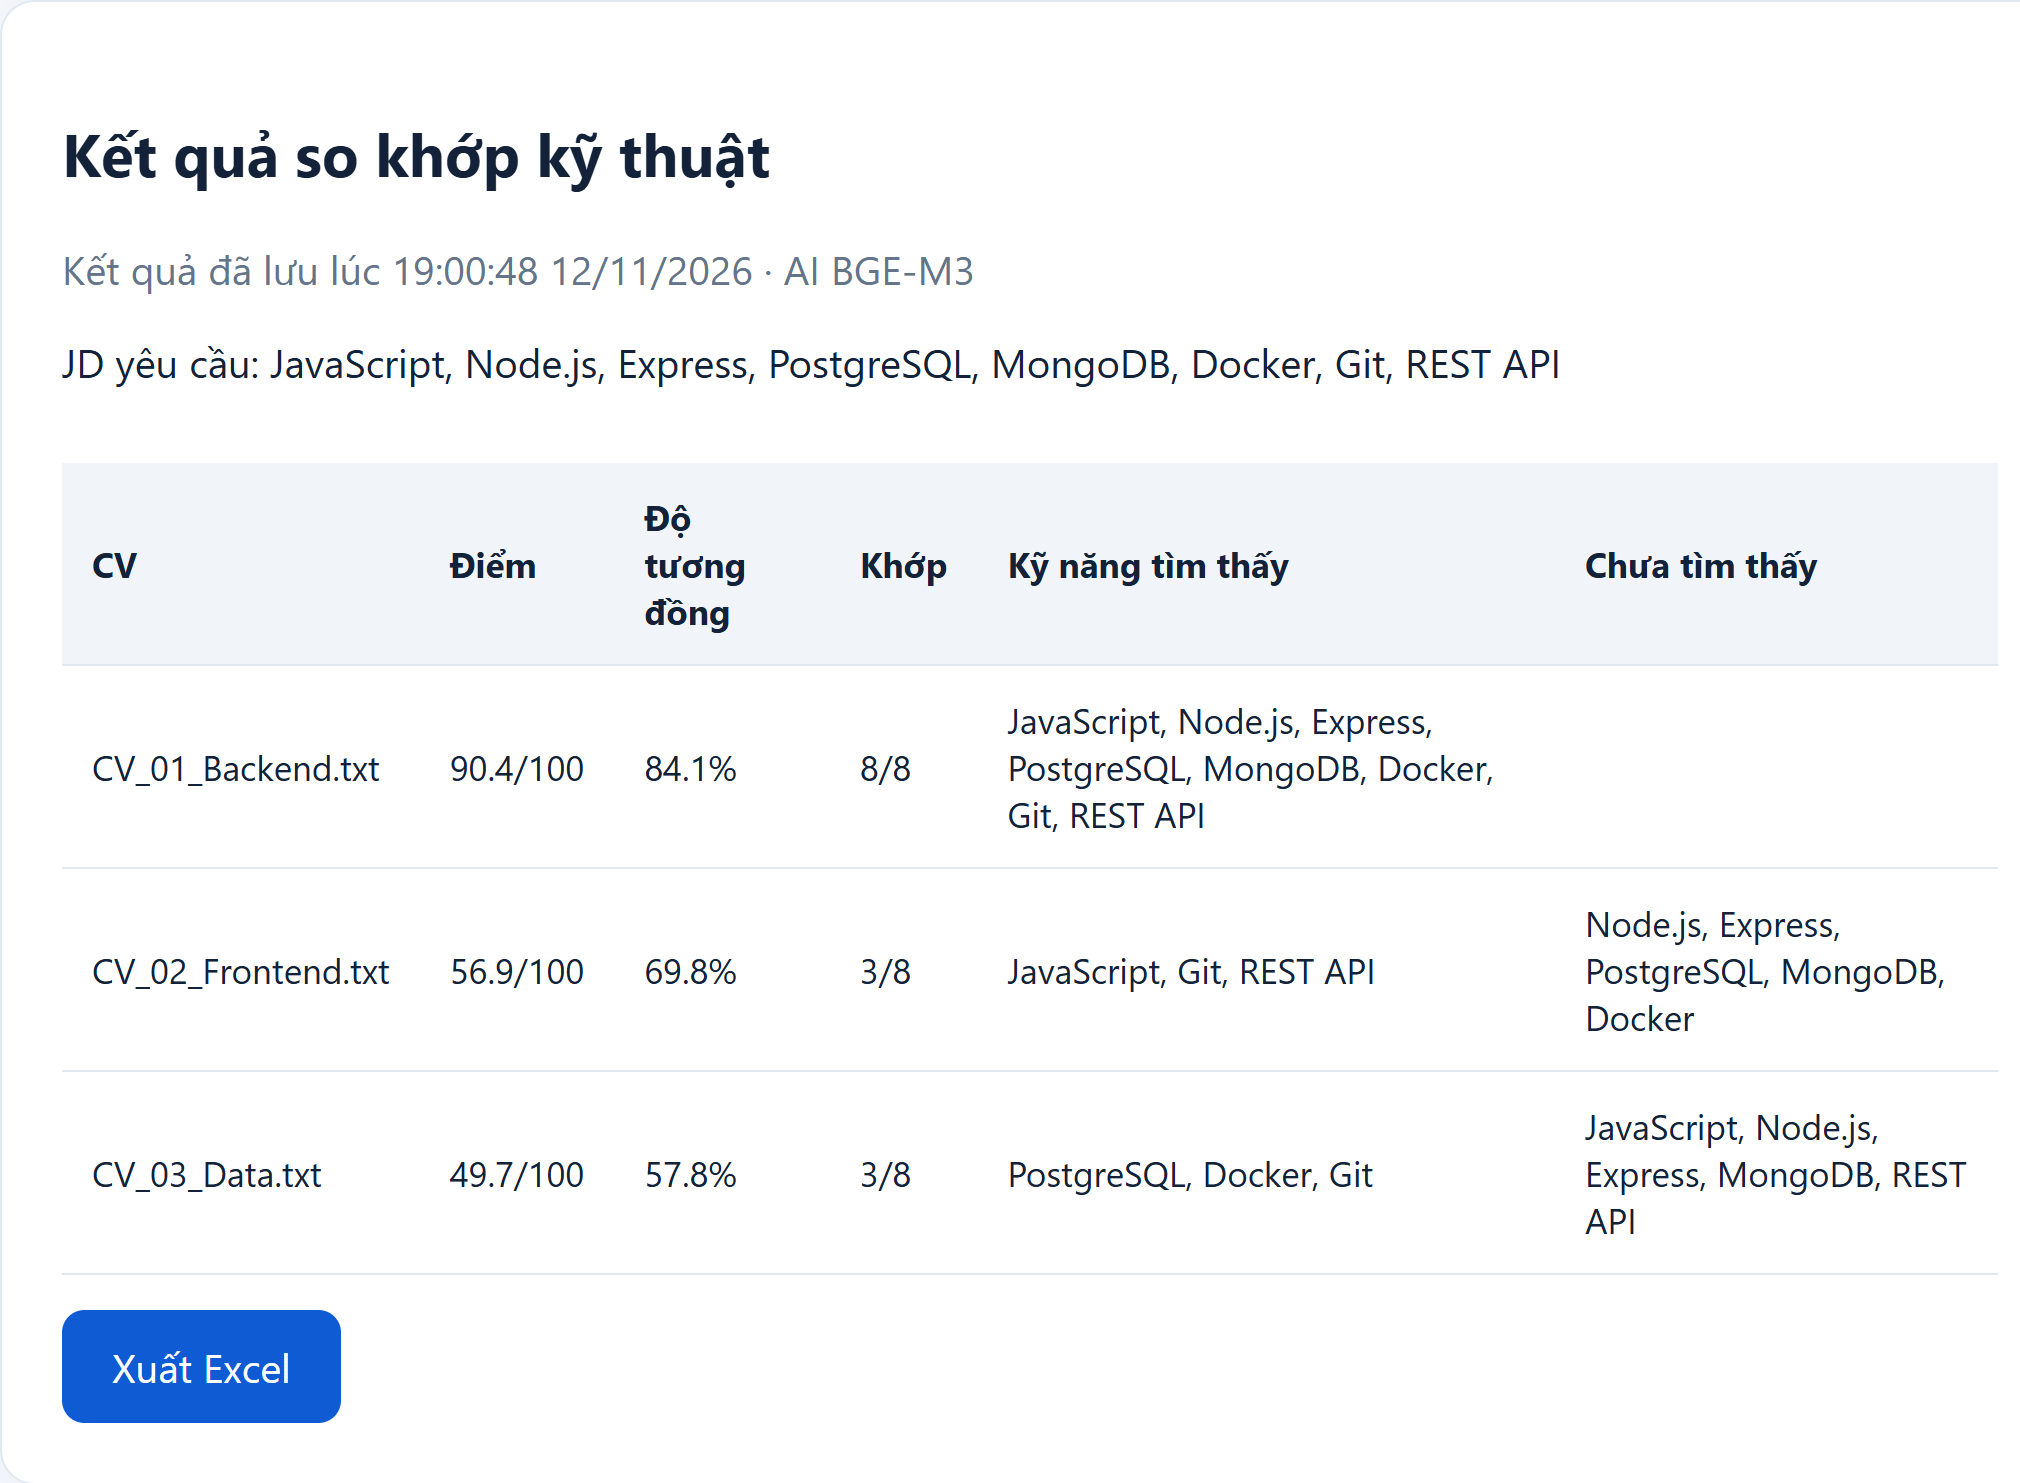 Kết quả so khớp kỹ thuật
Kết quả đã lưu lúc 19:00:48 12/11/2026 · AI BGE-M3
JD yêu cầu: JavaScript, Node.js, Express, PostgreSQL, MongoDB, Docker, Git, REST API
CV
Điểm
Độ
tương
đồng
Khớp
Kỹ năng tìm thấy
Chưa tìm thấy
CV_01_Backend.txt
90.4/100
84.1%
8/8
JavaScript, Node.js, Express,
PostgreSQL, MongoDB, Docker,
Git, REST API
CV_02_Frontend.txt
56.9/100
69.8%
3/8
JavaScript, Git, REST API
Node.js, Express,
PostgreSQL, MongoDB,
Docker
CV_03_Data.txt
49.7/100
57.8%
3/8
PostgreSQL, Docker, Git
JavaScript, Node.js,
Express, MongoDB, REST
API
Xuất Excel